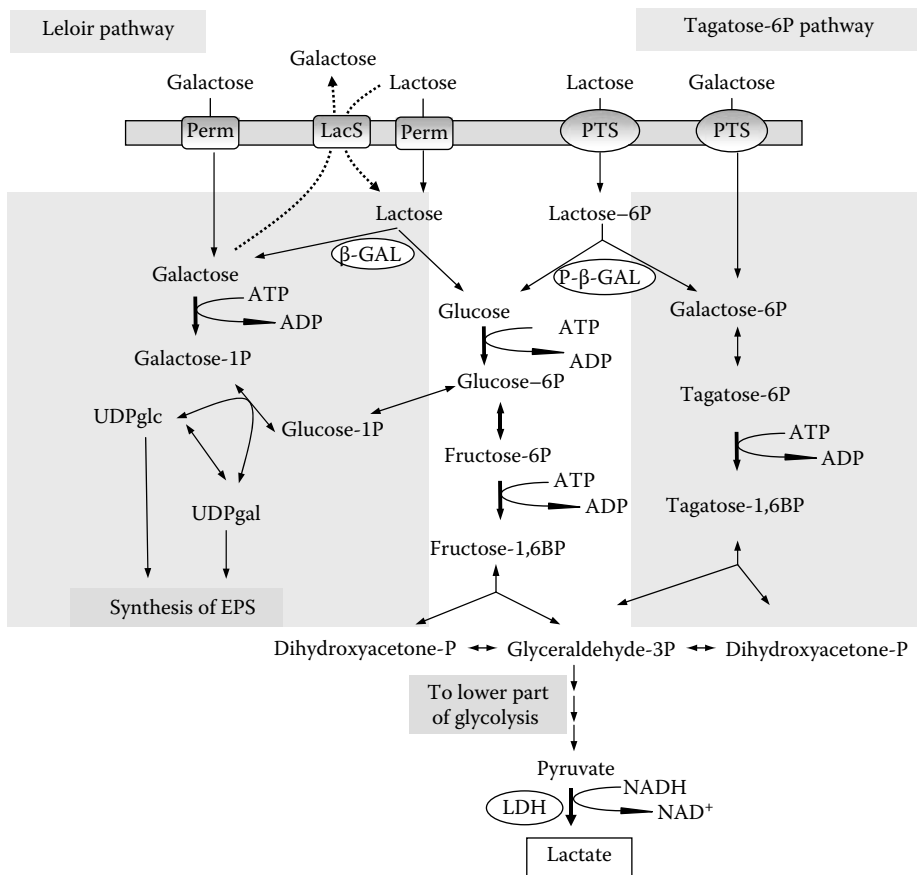 Leloir pathway
Tagatose-6P pathway
Galactose
Galactose
Lactose
Lactose
Galactose
Perm
LacS
Perm
PTS
PTS
Lactose
Lactose–6P
β-GAL
P-β-GAL
Galactose
ATP
ADP
Glucose
ATP
ADP
Galactose-6P
Galactose-1P
Glucose–6P
Tagatose-6P
UDPglc
Glucose-1P
Fructose-6P
ATP
ADP
ATP
ADP
UDPgal
Tagatose-1,6BP
Fructose-1,6BP
Synthesis of EPS
Dihydroxyacetone-P
Glyceraldehyde-3P
Dihydroxyacetone-P
To lower part
of glycolysis
Pyruvate
LDH
NADH
NAD⁺
Lactate